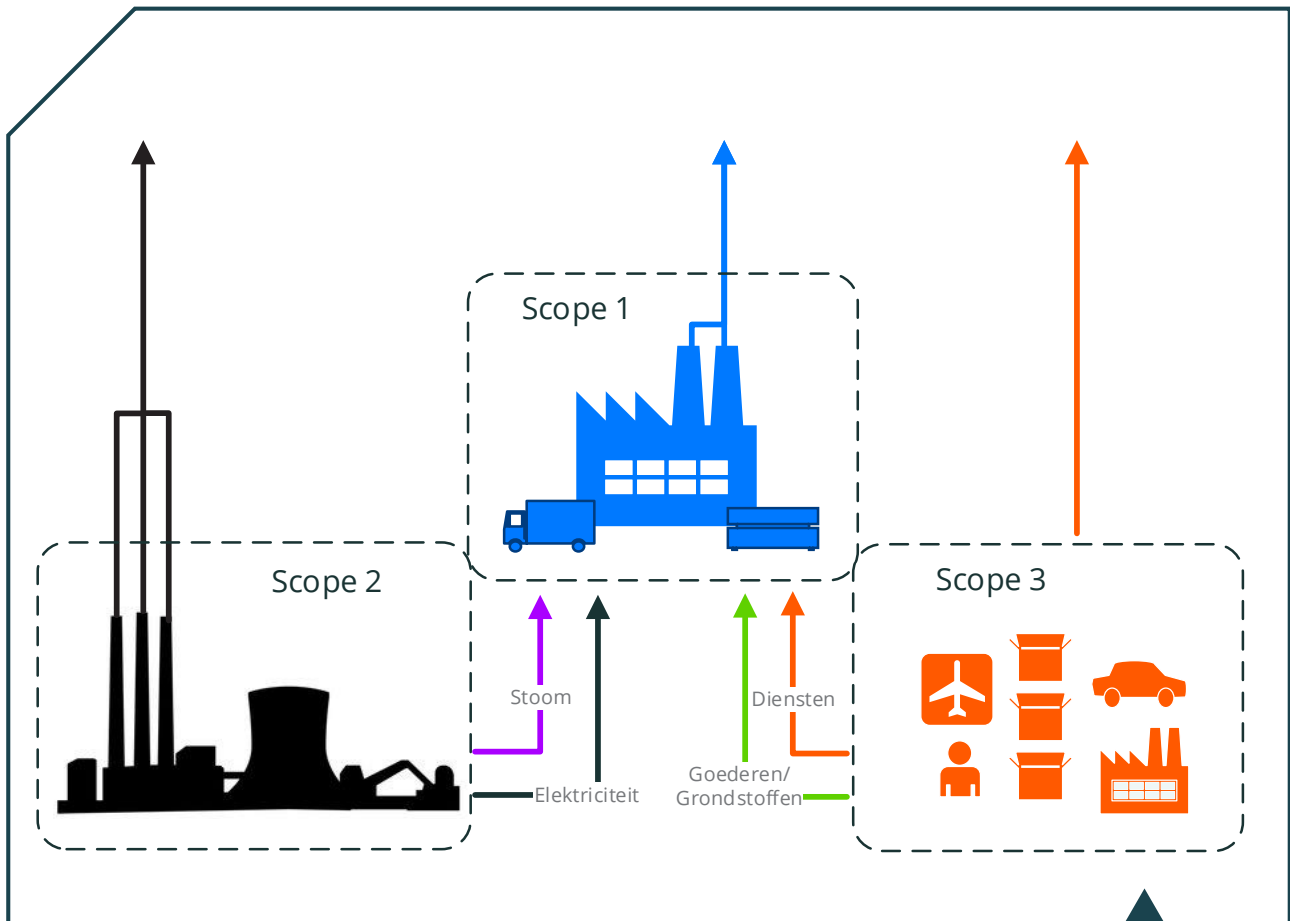 Scope 1
Scope 2
Scope 3
Stoom
Diensten
Goederen/
Grondstoffen
Elektriciteit